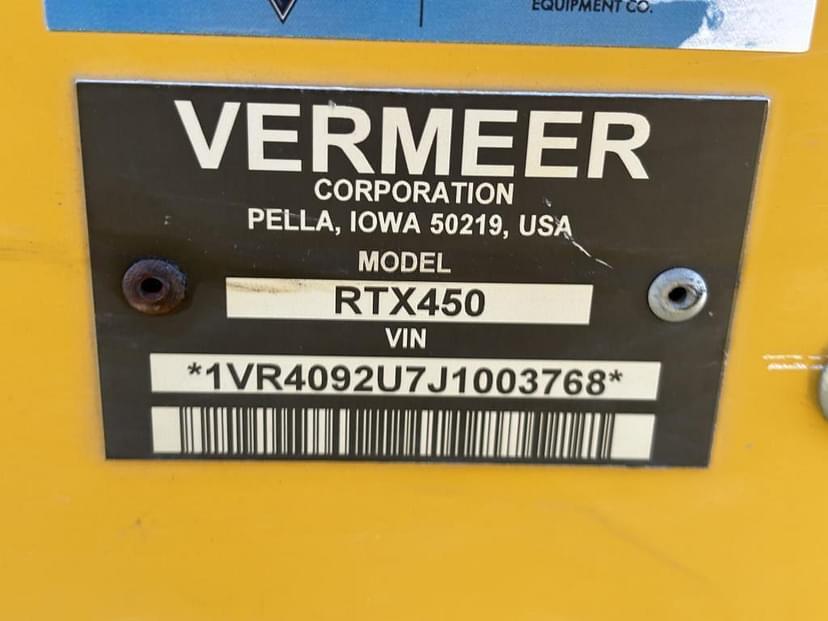 EQUIPMENT CO.
VERMEER
CORPORATION
PELLA, IOWA 50219, USA
MODEL
RTX450
VIN
*1VR4092U7J1003768*